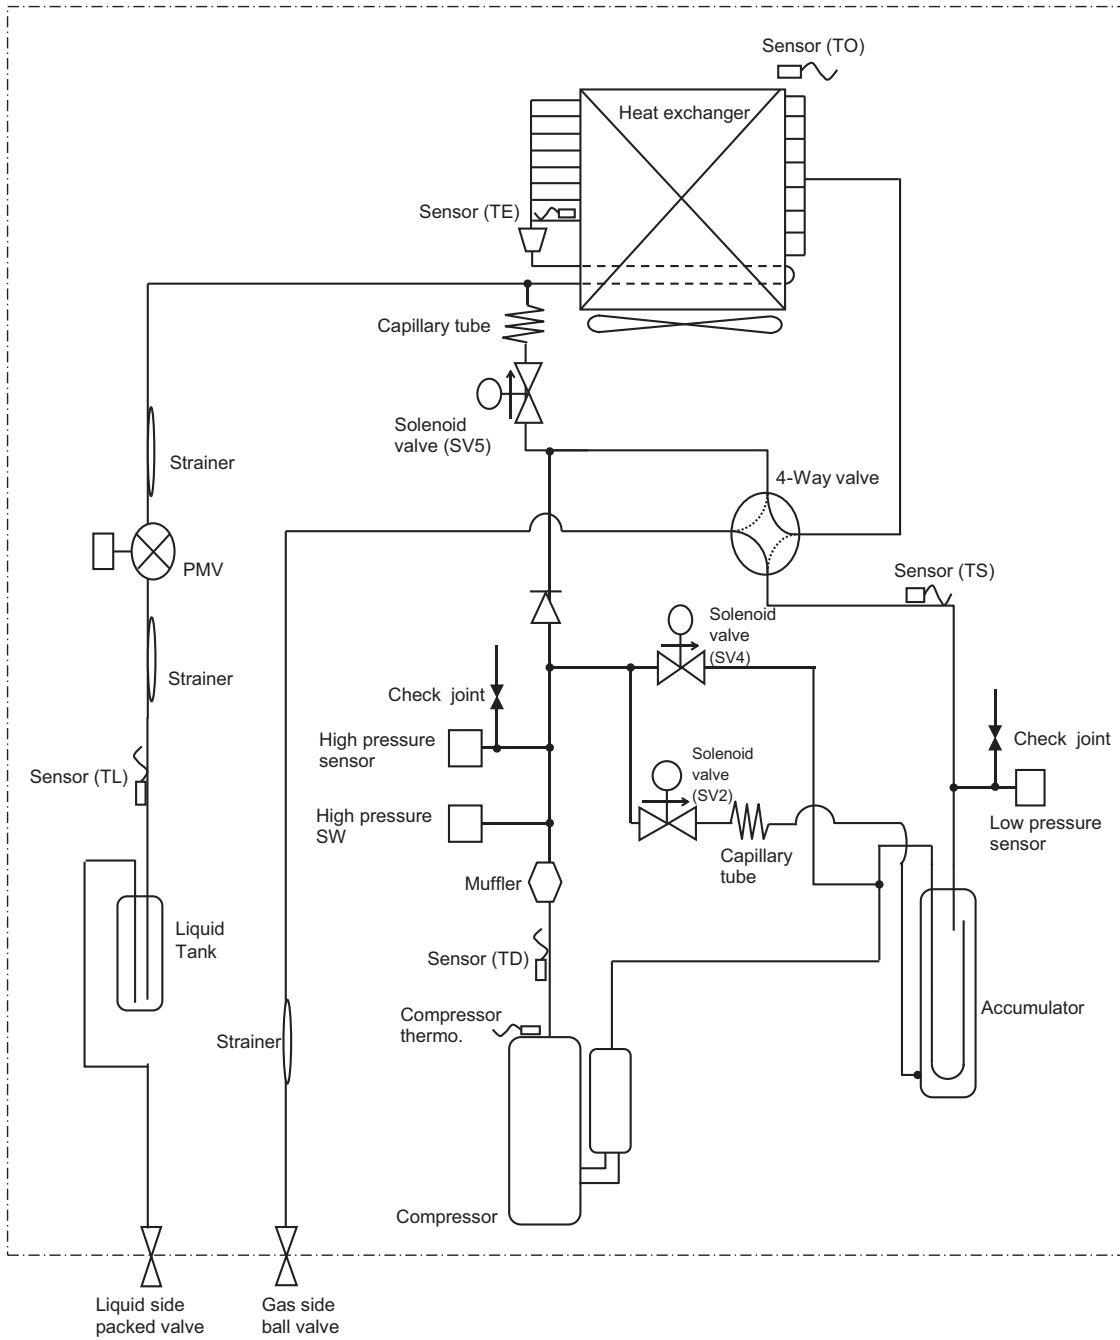 Sensor (TO)
Heat exchanger
Sensor (TE)
Capillary tube
Solenoid
valve (SV5)
Strainer
4-Way valve
PMV
Sensor (TS)
Solenoid
valve
(SV4)
Strainer
Check joint
High pressure
sensor
Solenoid
valve
(SV2)
Check joint
Sensor (TL)
High pressure
SW
Low pressure
sensor
Capillary
tube
Muffler
Liquid
Tank
Sensor (TD)
Accumulator
Compressor
thermo.
Strainer
Compressor
Liquid side
packed valve
Gas side
ball valve